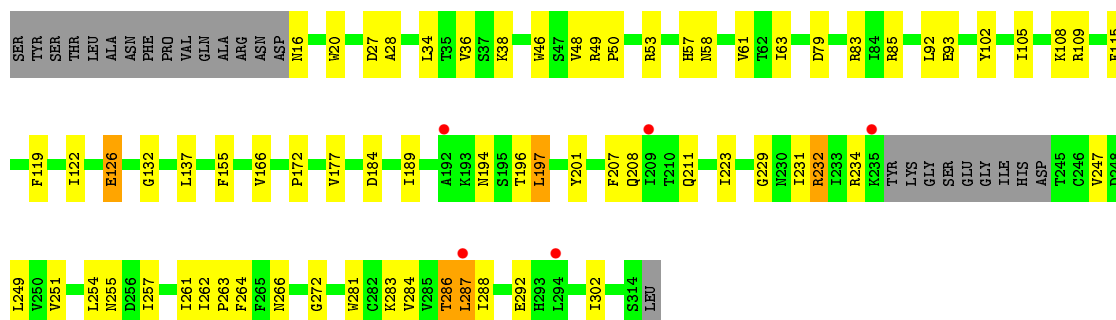 SER TYR SER THR LEU ALA ASN PHE PRO VAL GLN ALA ARG ASN ASP N16 W20 D27 A28 L34 T35 V36 S37 K38 W46 S47 V48 R49 P50 R53 H57 N58 V61 T62 I63 D79 R83 I84 R85 L92 E93 Y102 I105 K108 R109
F119 I122 E126 G132 L137 F155 V166 P172 V177 D184 I189 A192 K193 N194 S195 T196 L197 Y201 F207 Q208 I209 T210 Q211 I223 G229 N230 I231 R232 I233 R234 K235 TYR LYS GLY SER GLU GLY ILE HIS ASP T245 C246 V247 D248
L249 V250 V251 L254 N255 D256 I257 I261 I262 P263 F264 F265 N266 G272 W281 C282 K283 V284 V285 T286 L287 I288 E292 H293 L294 I302 S314 LEU